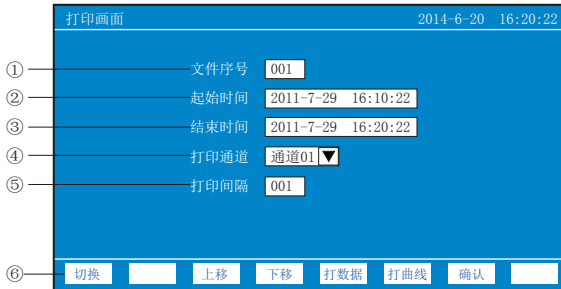 打印画面 2014-6-20 16:20:22
① 文件序号 001
② 起始时间 2011-7-29 16:10:22
③ 结束时间 2011-7-29 16:20:22
④ 打印通道 通道01▼
⑤ 打印间隔 001
⑥ 切换 上移 下移 打数据 打曲线 确认